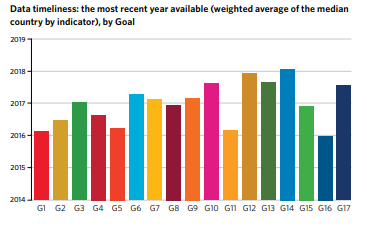 Data timeliness: the most recent year available (weighted average of the median
country by indicator), by Goal
2019
2018
2017
2016
2015
2014
G1 G2 G3 G4 G5 G6 G7 G8 G9 G10 G11 G12 G13 G14 G15 G16 G17